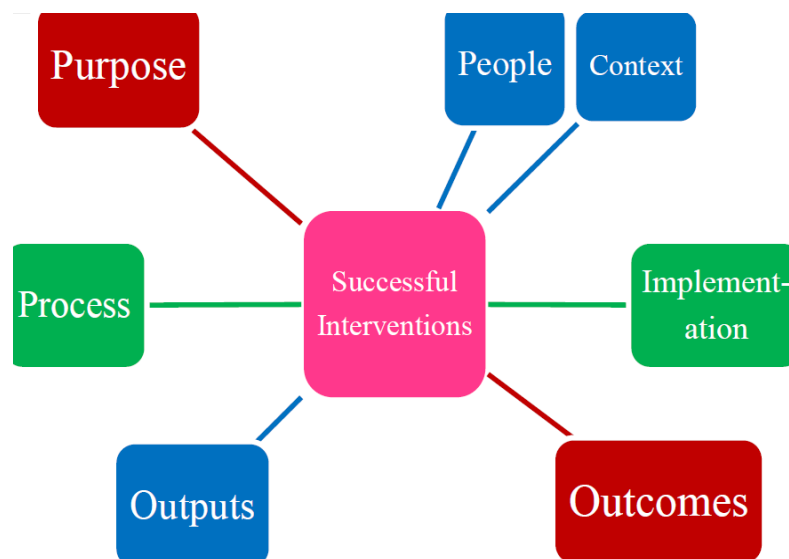 Purpose
People
Context
Process
Successful
Interventions
Implement-
ation
Outputs
Outcomes